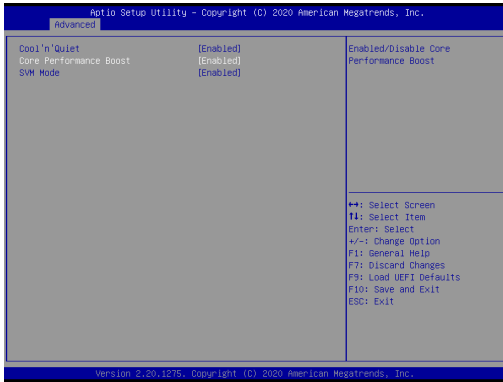 Aptio Setup Utility – Copyright (C) 2020 American Megatrends, Inc.
Advanced
Cool'n'Quiet [Enabled]
Core Performance Boost [Enabled]
SVM Mode [Enabled]
Enabled/Disable Core
Performance Boost
↔: Select Screen
↑↓: Select Item
Enter: Select
+/-: Change Option
F1: General Help
F7: Discard Changes
F9: Load UEFI Defaults
F10: Save and Exit
ESC: Exit
Version 2.20.1275. Copyright (C) 2020 American Megatrends, Inc.